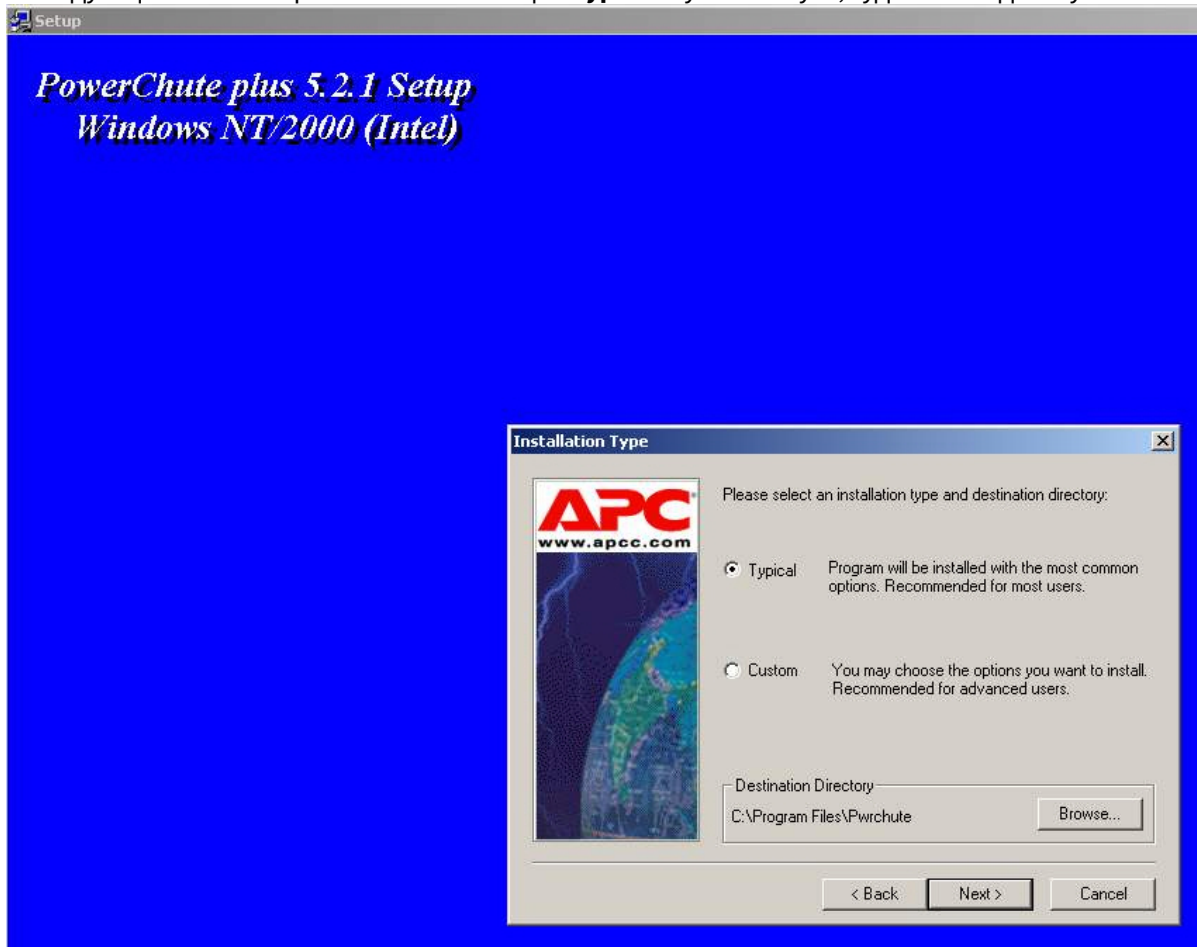 Setup
PowerChute plus 5.2.1 Setup
Windows NT/2000 (Intel)
Installation Type
APC
www.apcc.com
Please select an installation type and destination directory:
Typical
Program will be installed with the most common
options. Recommended for most users.
Custom
You may choose the options you want to install.
Recommended for advanced users.
Destination Directory
C:\Program Files\Pwrchute
Browse...
< Back
Next >
Cancel